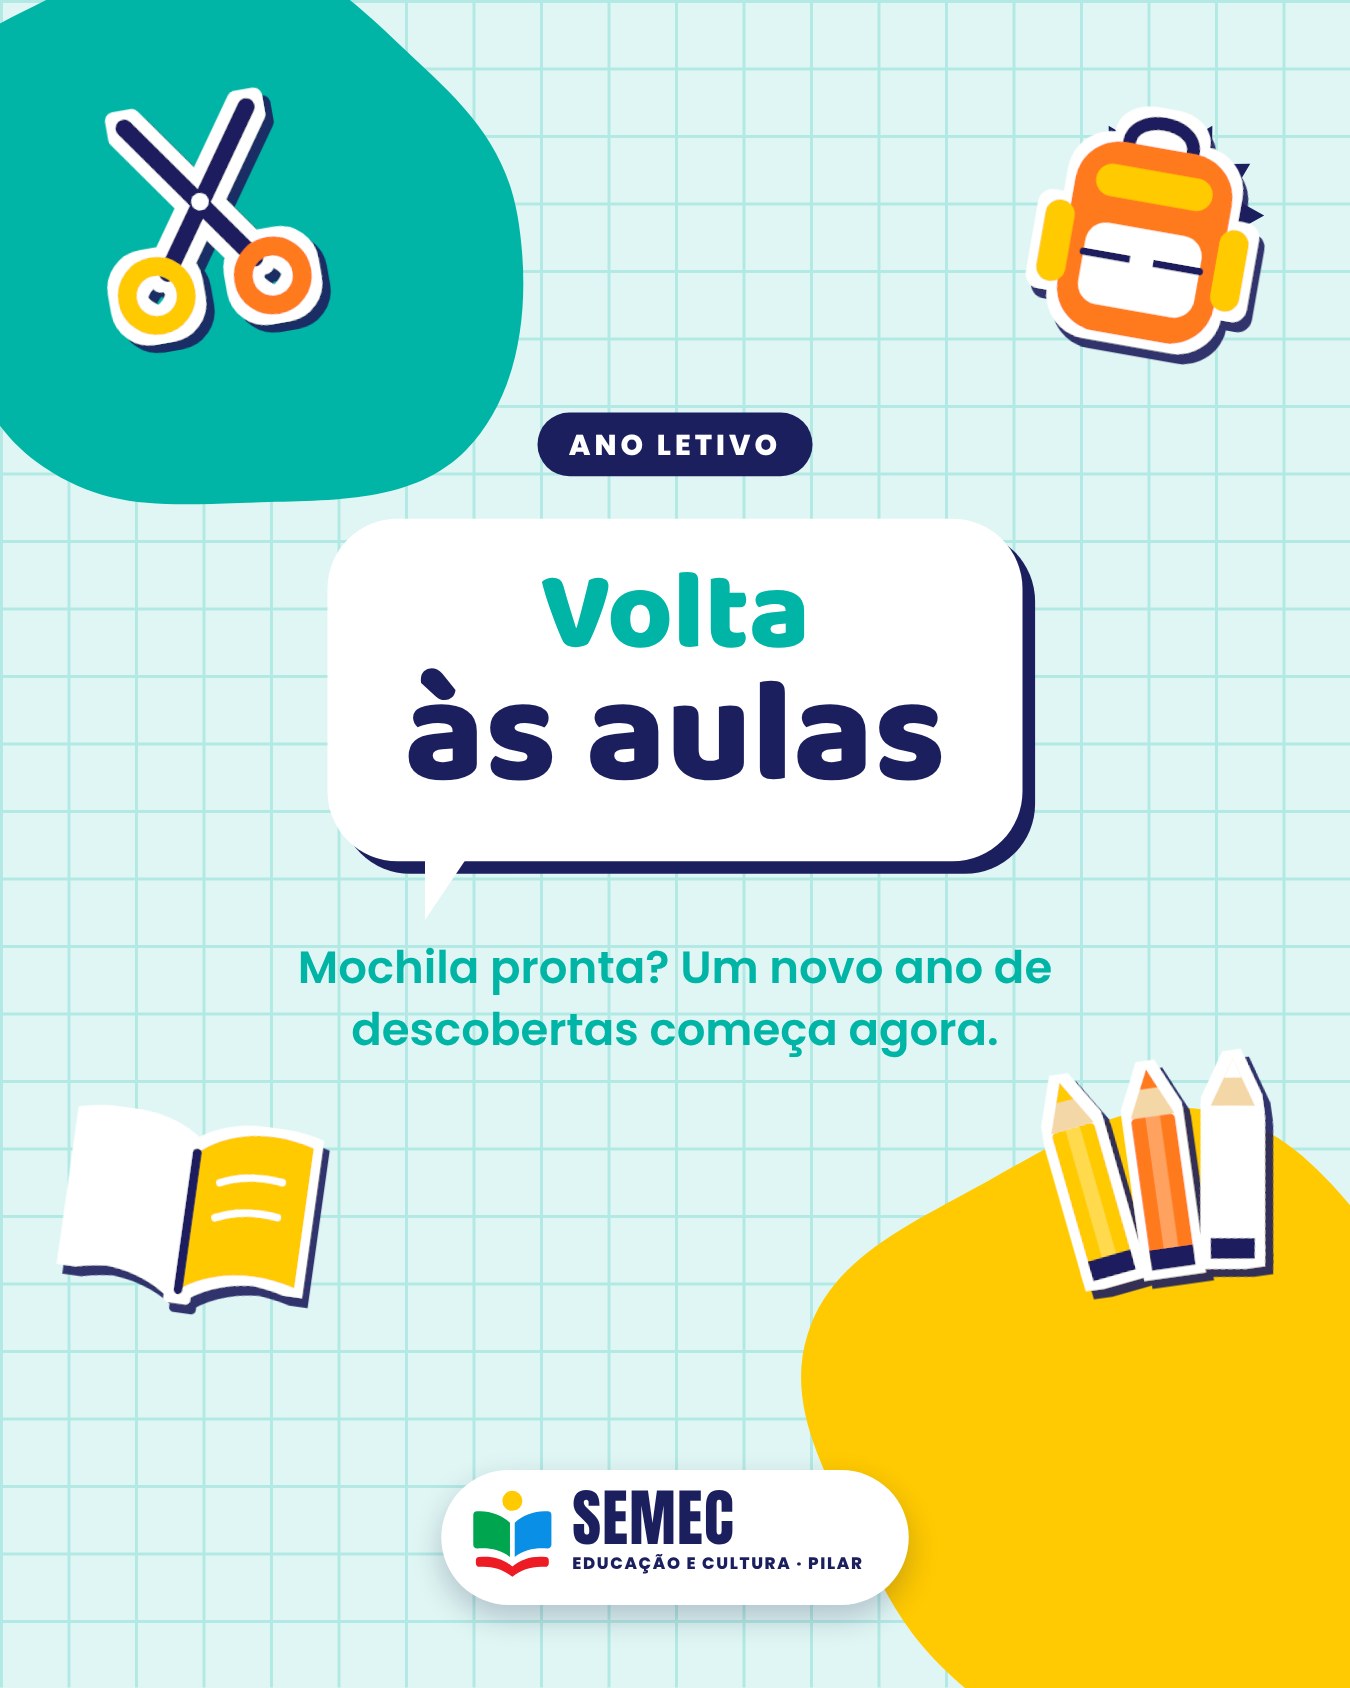 ANO LETIVO
Volta
às aulas
Mochila pronta? Um novo ano de
descobertas começa agora.
SEMEC
EDUCAÇÃO E CULTURA · PILAR